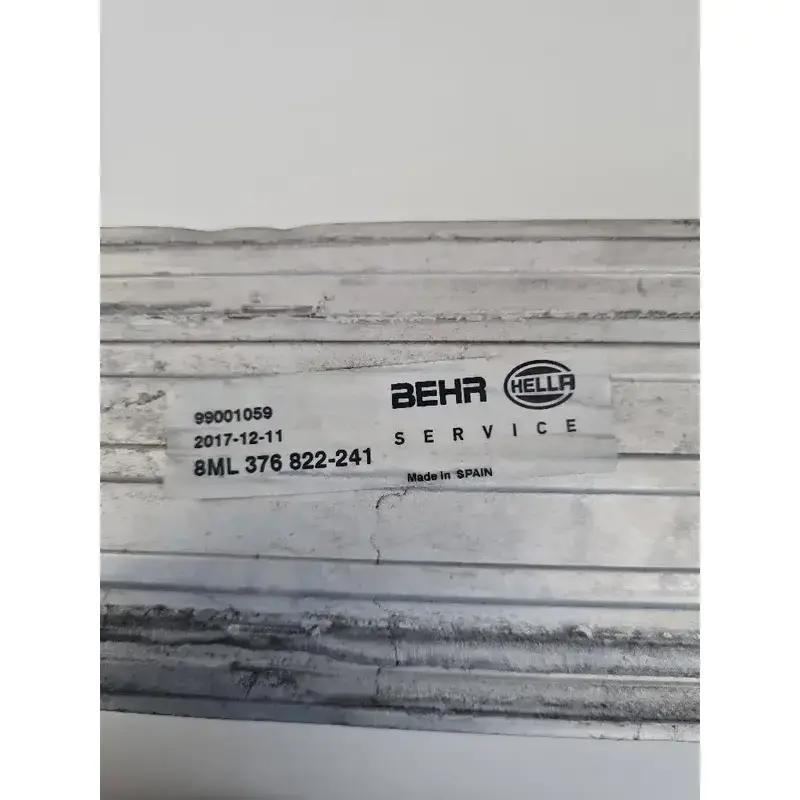 99001059
2017-12-11
8ML 376 822-241
BEHR HELLA
SERVICE
Made in SPAIN